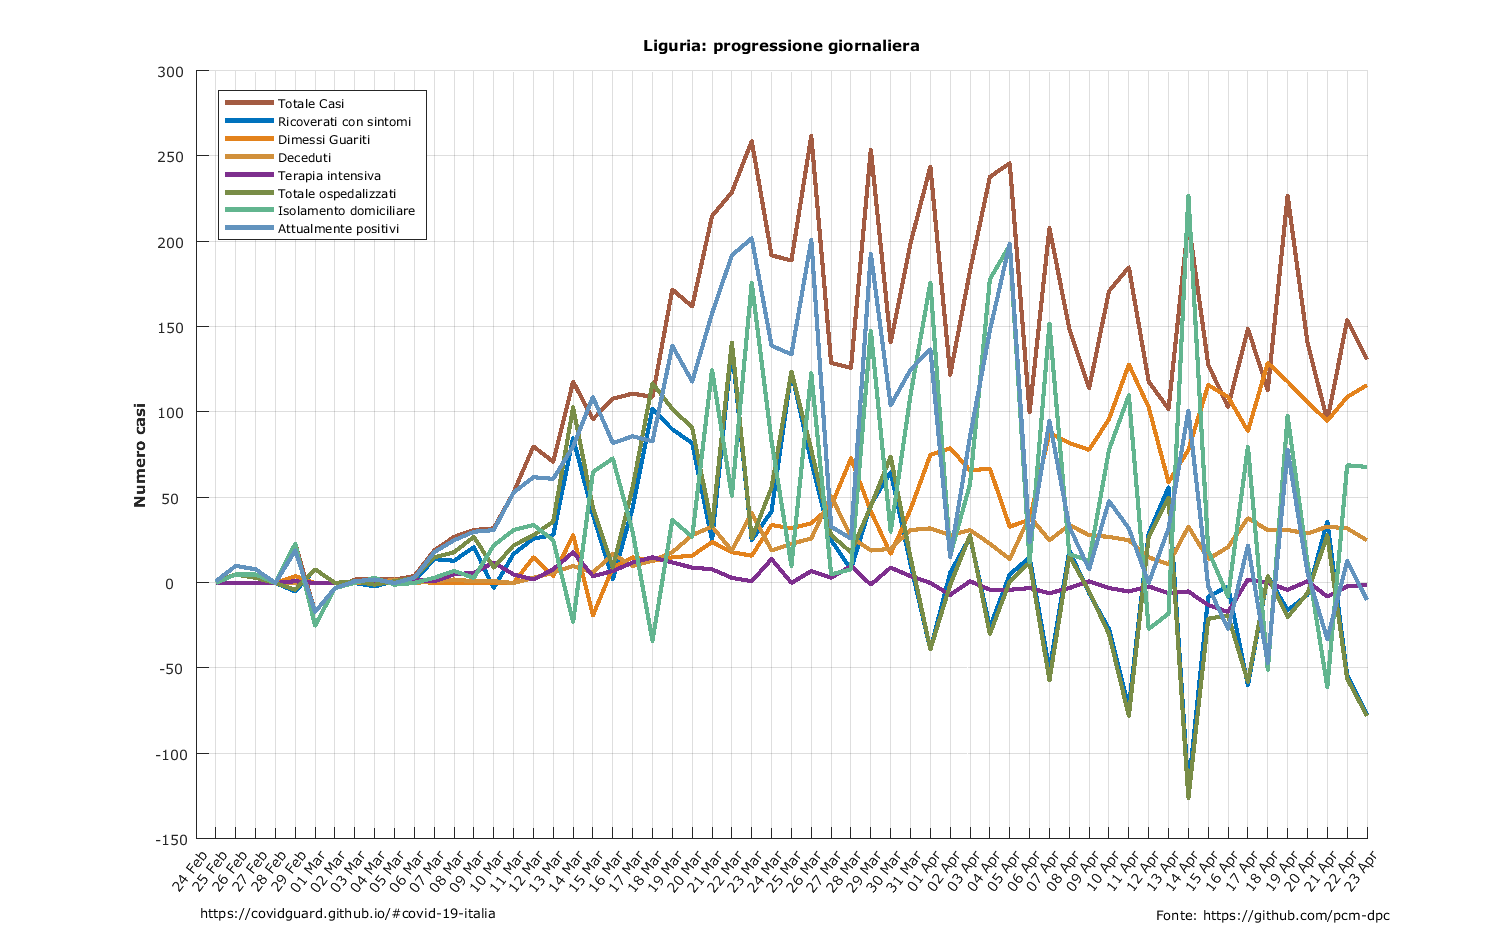 Liguria: progressione giornaliera
300
250
200
150
100
50
0
-50
-100
-150
Numero casi
Totale Casi
Ricoverati con sintomi
Dimessi Guariti
Deceduti
Terapia intensiva
Totale ospedalizzati
Isolamento domiciliare
Attualmente positivi
24 Feb
25 Feb
26 Feb
27 Feb
28 Feb
29 Feb
01 Mar
02 Mar
03 Mar
04 Mar
05 Mar
06 Mar
07 Mar
08 Mar
09 Mar
10 Mar
11 Mar
12 Mar
13 Mar
14 Mar
15 Mar
16 Mar
17 Mar
18 Mar
19 Mar
20 Mar
21 Mar
22 Mar
23 Mar
24 Mar
25 Mar
26 Mar
27 Mar
28 Mar
29 Mar
30 Mar
31 Mar
01 Apr
02 Apr
03 Apr
04 Apr
05 Apr
06 Apr
07 Apr
08 Apr
09 Apr
10 Apr
11 Apr
12 Apr
13 Apr
14 Apr
15 Apr
16 Apr
17 Apr
18 Apr
19 Apr
20 Apr
21 Apr
22 Apr
23 Apr
https://covidguard.github.io/#covid-19-italia
Fonte: https://github.com/pcm-dpc